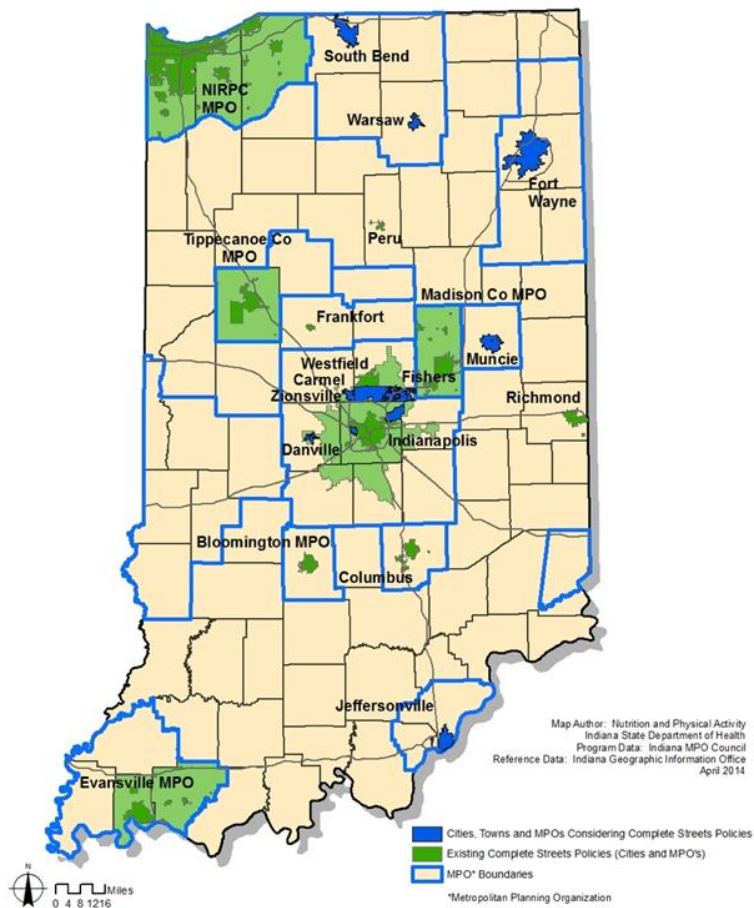 South Bend
NIRPC
MPO
Warsaw
Fort
Wayne
Peru
Tippecanoe Co
MPO
Madison Co MPO
Frankfort
Muncie
Westfield
Carmel
Fishers
Zionsville
Richmond
Danville
Indianapolis
Bloomington MPO
Columbus
Jeffersonville
Evansville MPO
Map Author: Nutrition and Physical Activity
Indiana State Department of Health
Program Data: Indiana MPO Council
Reference Data: Indiana Geographic Information Office
April 2014
Cities, Towns and MPOs Considering Complete Streets Policies
Existing Complete Streets Policies (Cities and MPO's)
MPO* Boundaries
*Metropolitan Planning Organization
N
Miles
0 4 8 1216